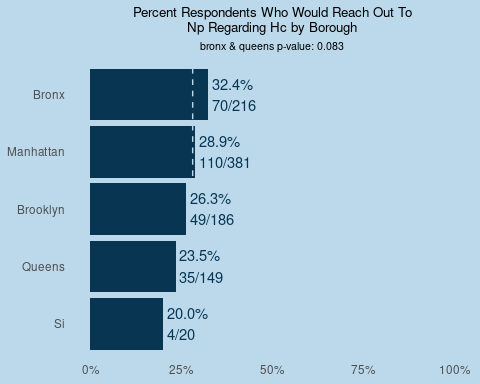 Percent Respondents Who Would Reach Out To
Np Regarding Hc by Borough
bronx & queens p-value: 0.083
Bronx
32.4%
70/216
Manhattan
28.9%
110/381
Brooklyn
26.3%
49/186
Queens
23.5%
35/149
Si
20.0%
4/20
0%
25%
50%
75%
100%